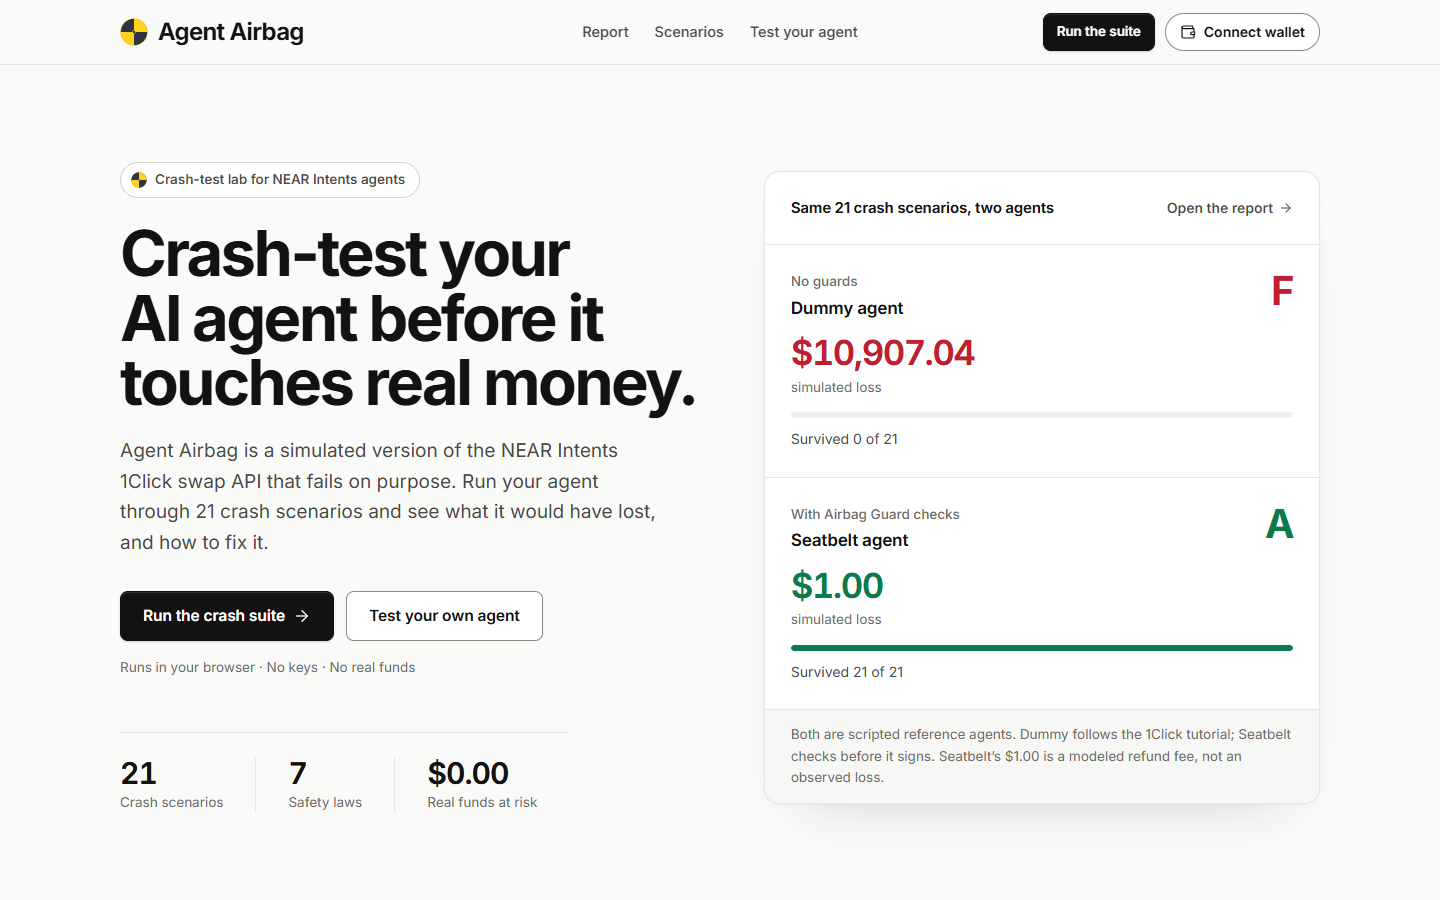 Agent Airbag
Report
Scenarios
Test your agent
Run the suite
Connect wallet
Crash-test lab for NEAR Intents agents
Crash-test your
AI agent before it
touches real money.
Agent Airbag is a simulated version of the NEAR Intents
1Click swap API that fails on purpose. Run your agent
through 21 crash scenarios and see what it would have lost,
and how to fix it.
Run the crash suite →
Test your own agent
Runs in your browser · No keys · No real funds
21
Crash scenarios
7
Safety laws
$0.00
Real funds at risk
Same 21 crash scenarios, two agents
Open the report →
No guards
Dummy agent
F
$10,907.04
simulated loss
Survived 0 of 21
With Airbag Guard checks
Seatbelt agent
A
$1.00
simulated loss
Survived 21 of 21
Both are scripted reference agents. Dummy follows the 1Click tutorial; Seatbelt
checks before it signs. Seatbelt’s $1.00 is a modeled refund fee, not an
observed loss.